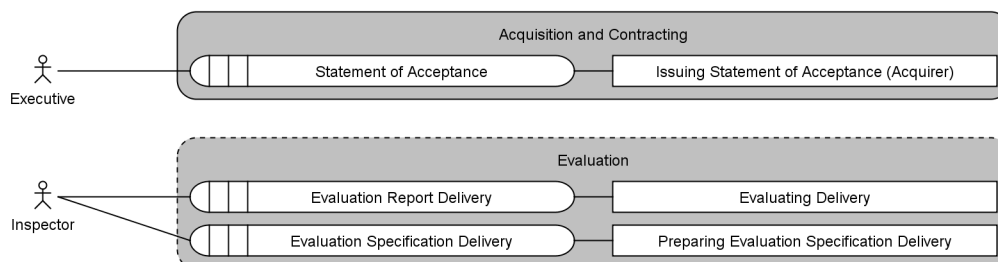 Acquisition and Contracting
Statement of Acceptance
Issuing Statement of Acceptance (Acquirer)
Executive
Evaluation
Evaluation Report Delivery
Evaluating Delivery
Inspector
Evaluation Specification Delivery
Preparing Evaluation Specification Delivery